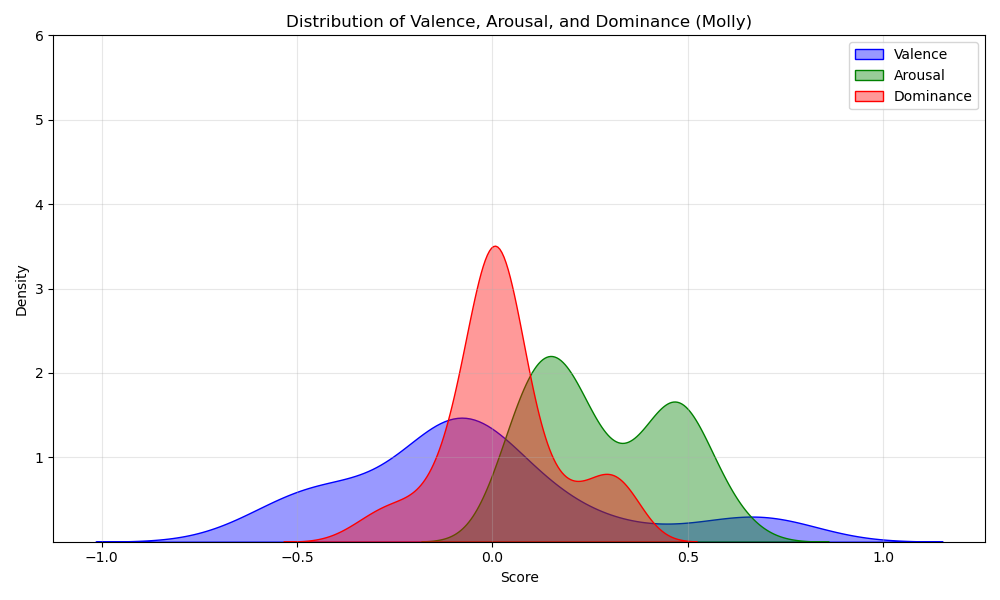 Distribution of Valence, Arousal, and Dominance (Molly)
Valence
Arousal
Dominance
6
5
4
3
2
1
Density
−1.0
−0.5
0.0
0.5
1.0
Score